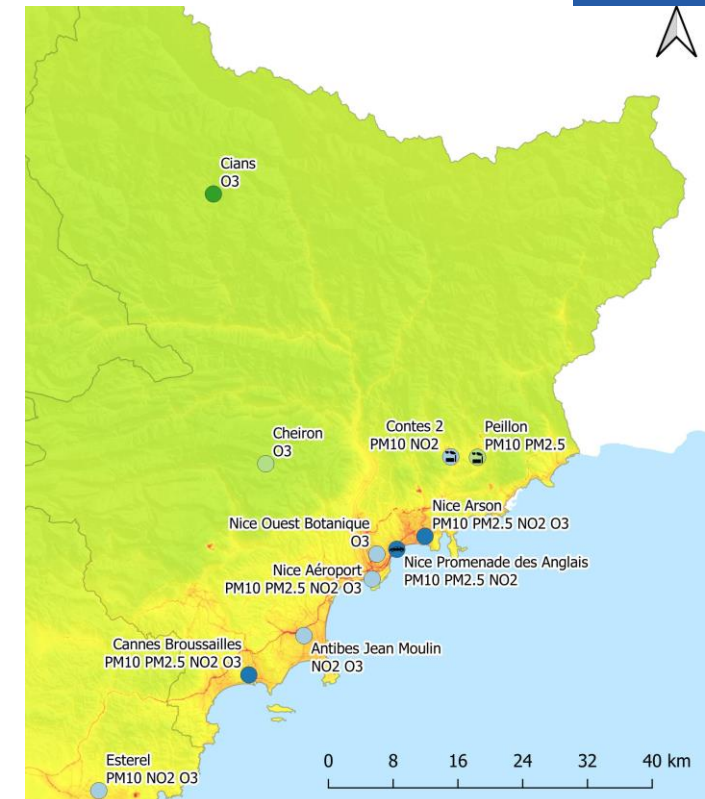 Cians
O3
Cheiron
O3
Contes 2
PM10 NO2
Peillon
PM10 PM2.5
Nice Arson
PM10 PM2.5 NO2 O3
Nice Ouest Botanique
O3
Nice Promenade des Anglais
PM10 PM2.5 NO2
Nice Aéroport
PM10 PM2.5 NO2 O3
Cannes Broussailles
PM10 PM2.5 NO2 O3
Antibes Jean Moulin
NO2 O3
Esterel
PM10 NO2 O3
0 8 16 24 32 40 km